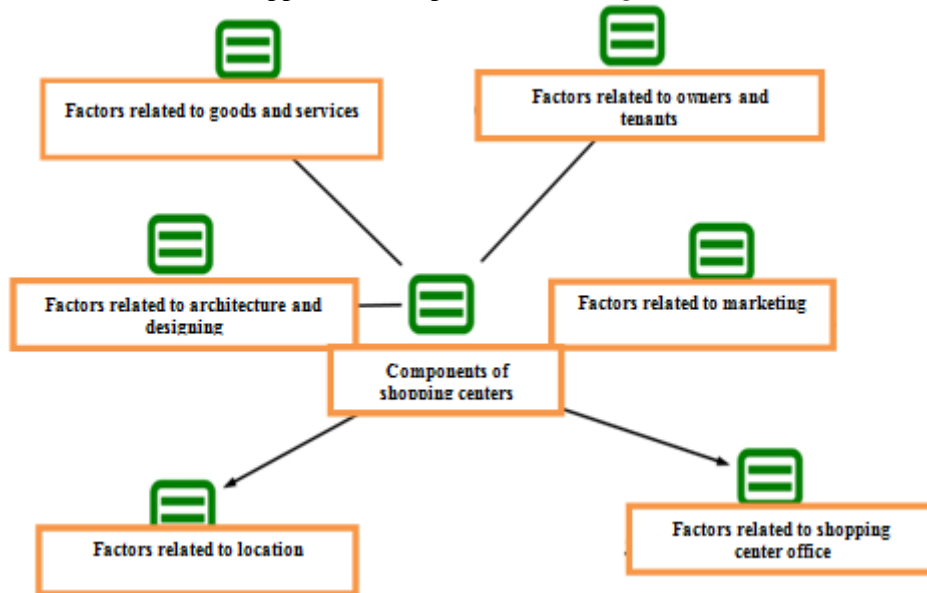 Factors related to goods and services
Factors related to owners and
tenants
Factors related to architecture and
designing
Factors related to marketing
Components of
shopping centers
Factors related to location
Factors related to shopping
center office